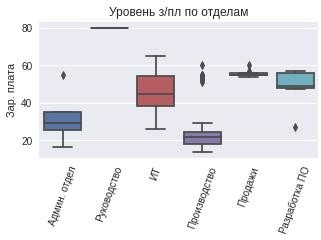 Уровень з/пл по отделам
Зар. плата
80
60
40
20
Админ. отдел
Руководство
ИТ
Производство
Продажи
Разработка ПО